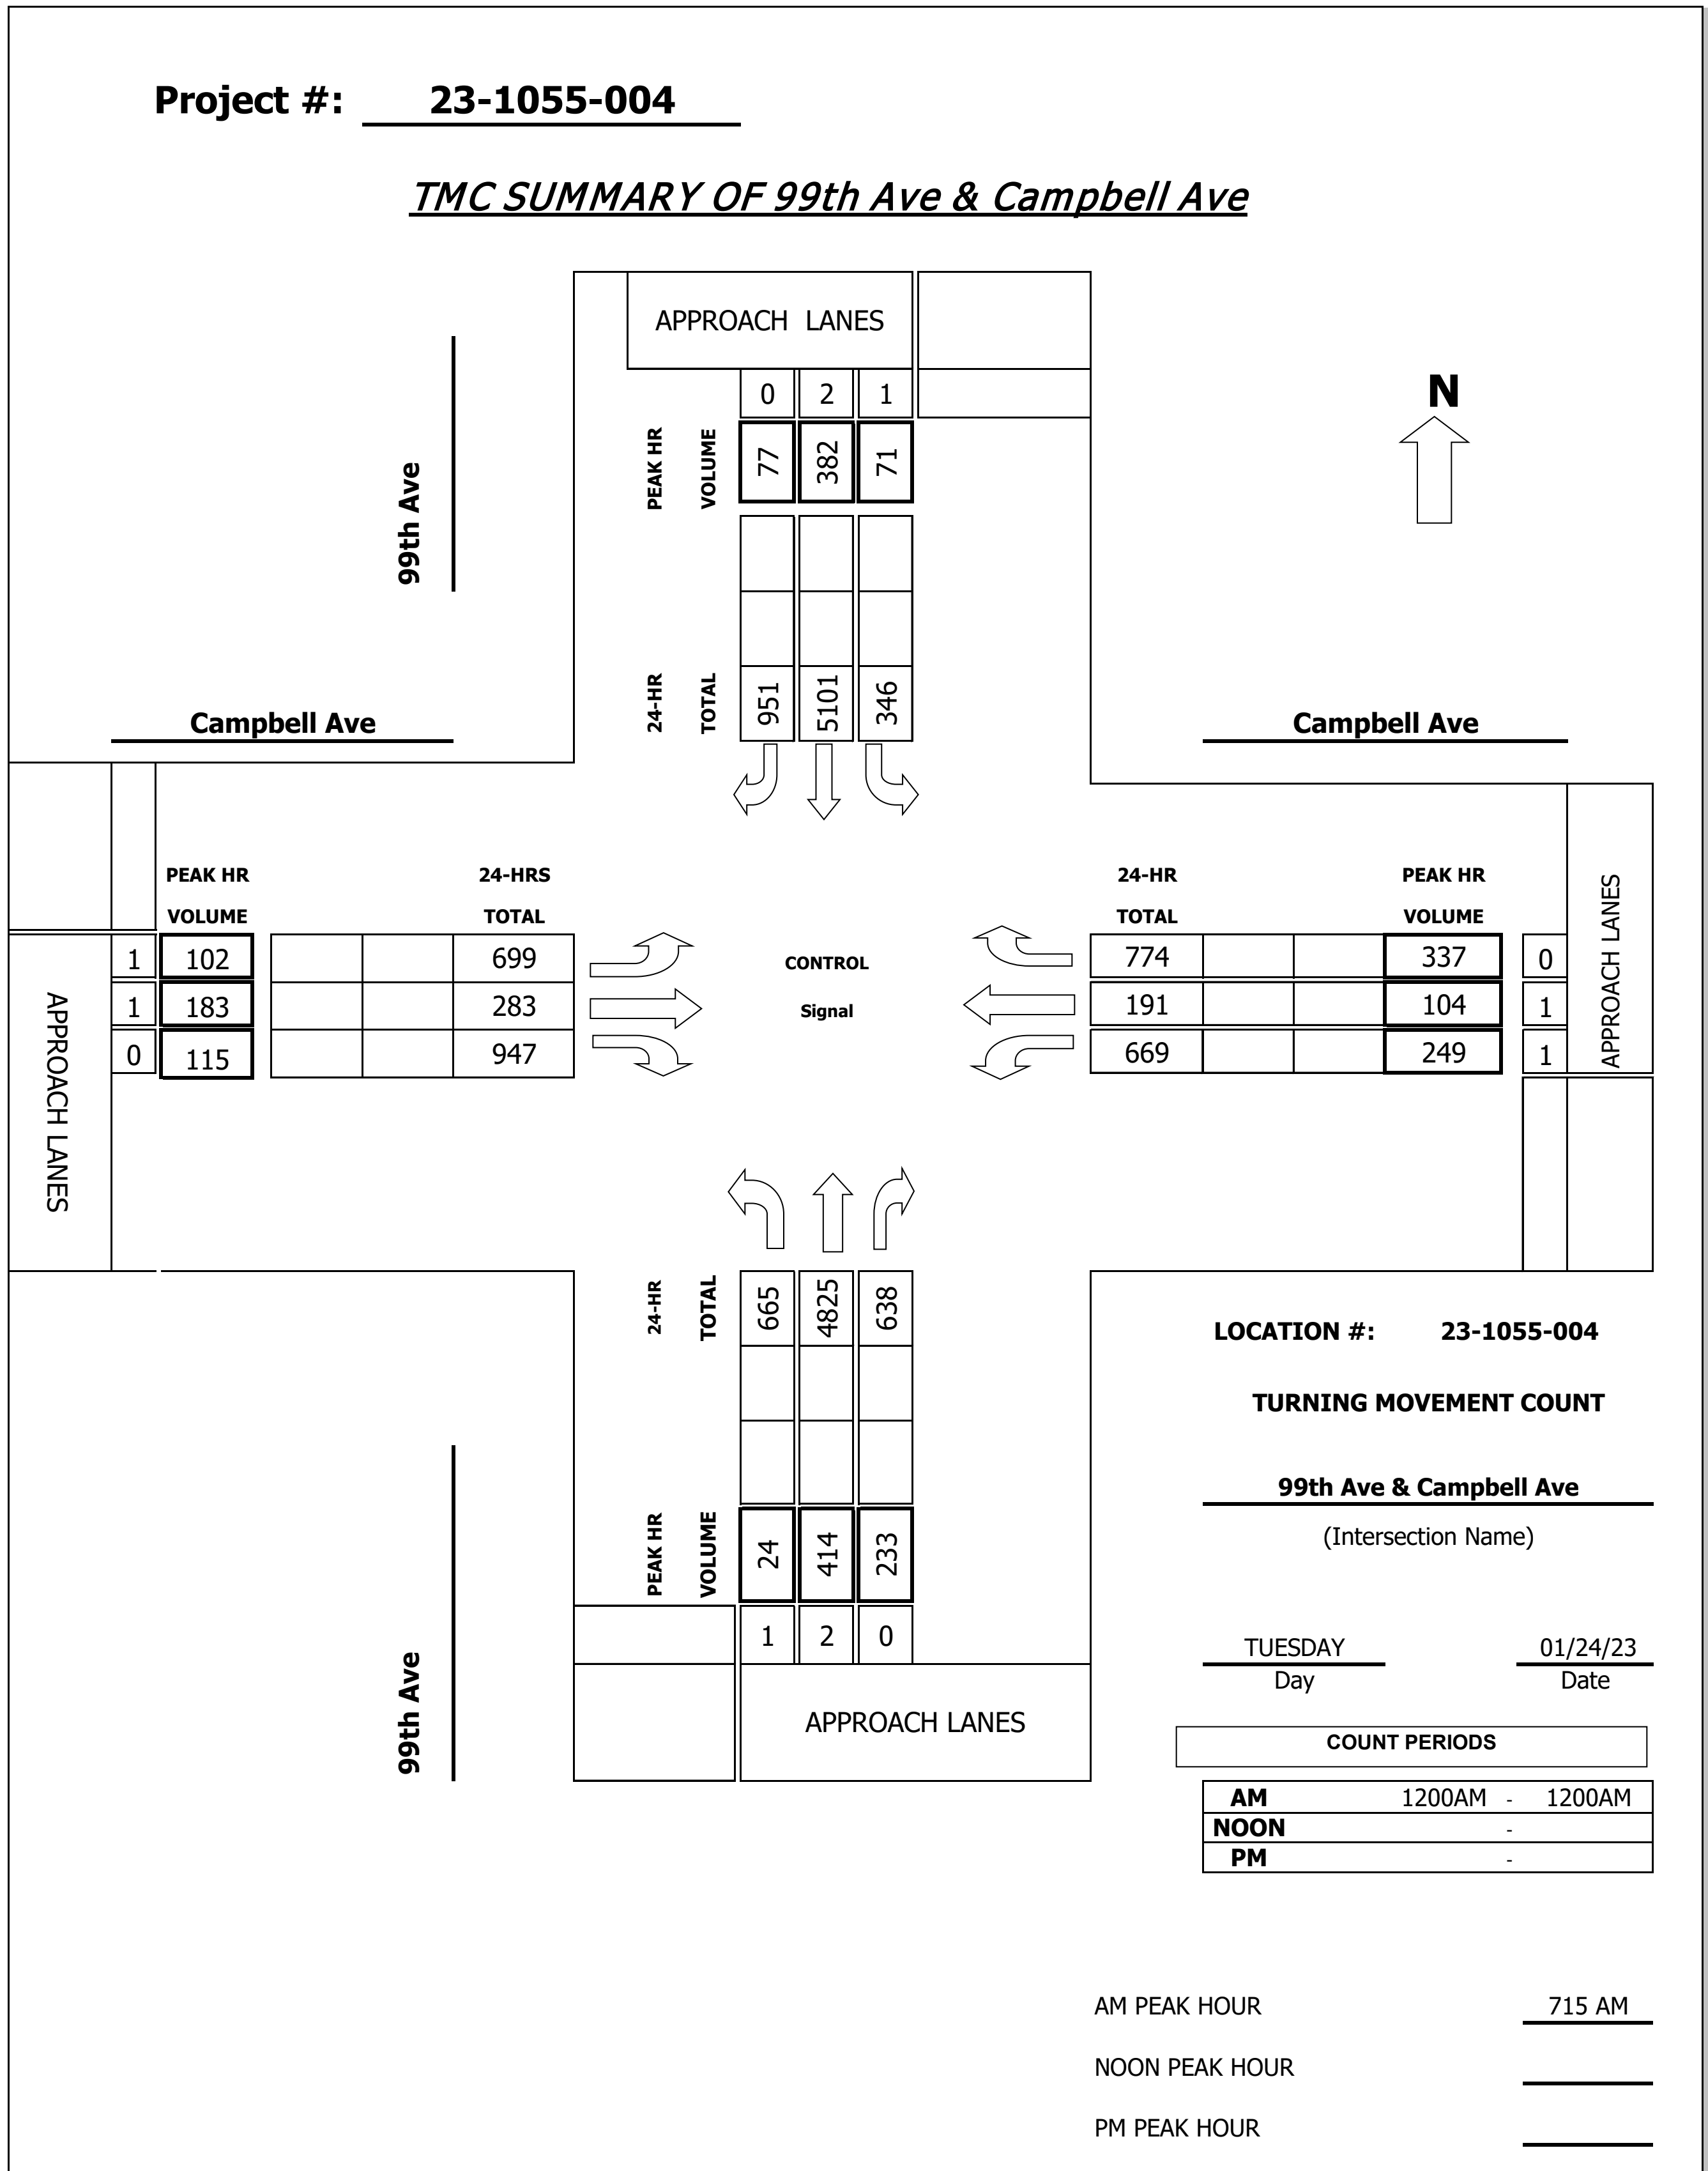 Project #: 23-1055-004
TMC SUMMARY OF 99th Ave & Campbell Ave
APPROACH LANES
0 2 1
N
PEAK HR
VOLUME
77 382 71
99th Ave
24-HR
TOTAL
951 5101 346
Campbell Ave
Campbell Ave
PEAK HR 24-HRS
VOLUME TOTAL
24-HR PEAK HR
TOTAL VOLUME
1 102 699
1 183 283
0 115 947
APPROACH LANES
CONTROL
Signal
774 337 0
191 104 1
669 249 1
APPROACH LANES
24-HR
TOTAL
665 4825 638
PEAK HR
VOLUME
24 414 233
1 2 0
APPROACH LANES
99th Ave
LOCATION #: 23-1055-004
TURNING MOVEMENT COUNT
99th Ave & Campbell Ave
(Intersection Name)
TUESDAY 01/24/23
Day Date
COUNT PERIODS
AM 1200AM - 1200AM
NOON -
PM -
AM PEAK HOUR 715 AM
NOON PEAK HOUR
PM PEAK HOUR